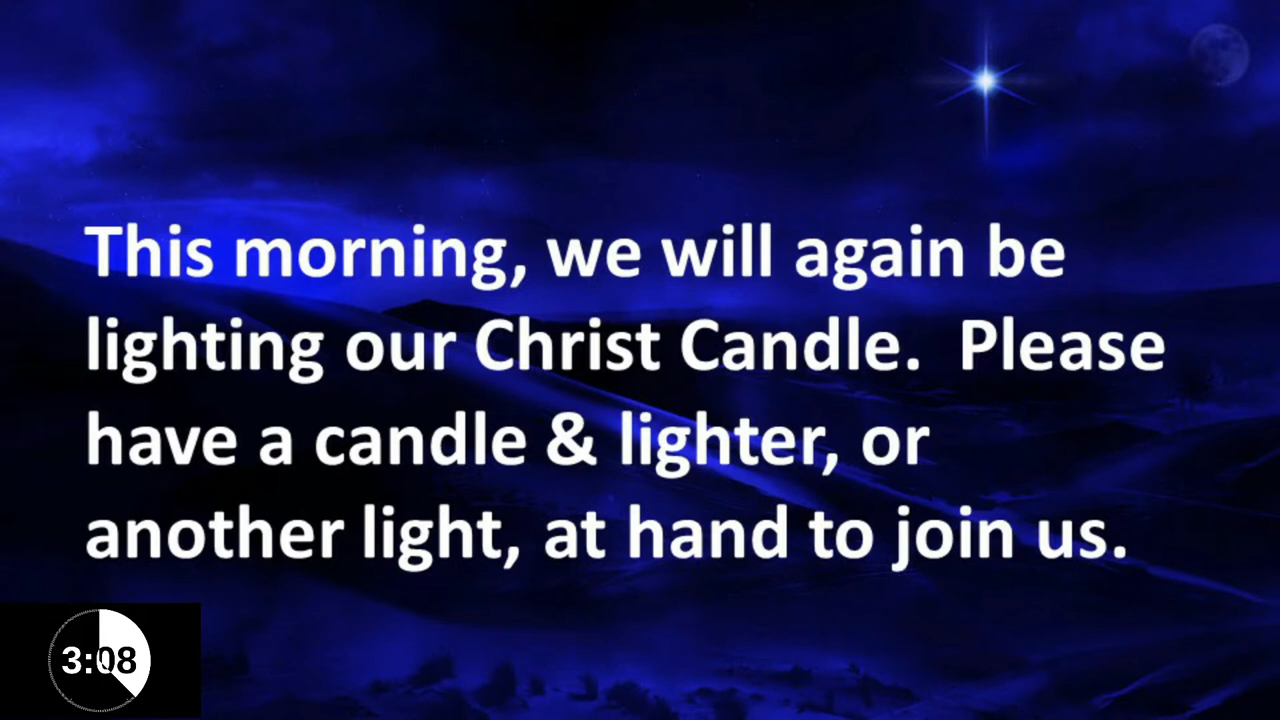 This morning, we will again be
lighting our Christ Candle.  Please
have a candle & lighter, or
another light, at hand to join us.
3:08